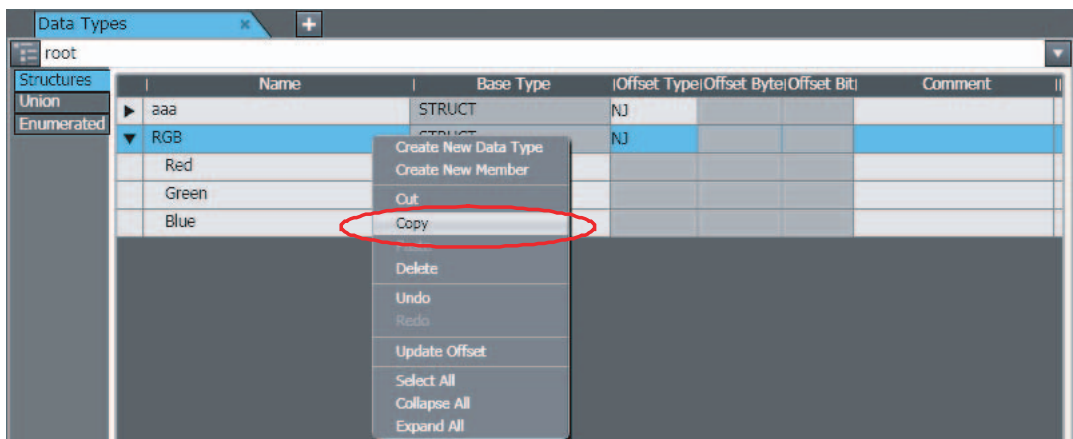 Data Types × +
root
Structures
Union
Enumerated
Name Base Type Offset Type Offset Byte Offset Bit Comment
aaa STRUCT NJ
RGB STRUCT NJ
Red
Green
Blue
Create New Data Type
Create New Member
Cut
Copy
Paste
Delete
Undo
Redo
Update Offset
Select All
Collapse All
Expand All